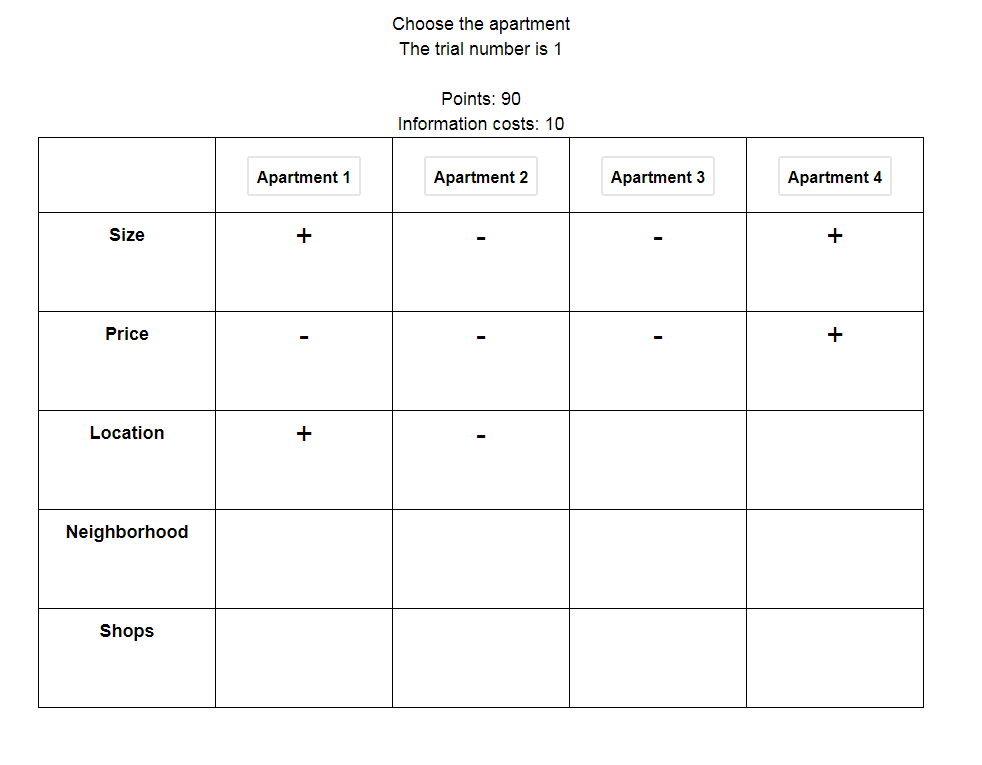 Choose the apartment
The trial number is 1
Points: 90
Information costs: 10
Apartment 1 Apartment 2 Apartment 3 Apartment 4
Size + - - +
Price - - - +
Location + -
Neighborhood
Shops